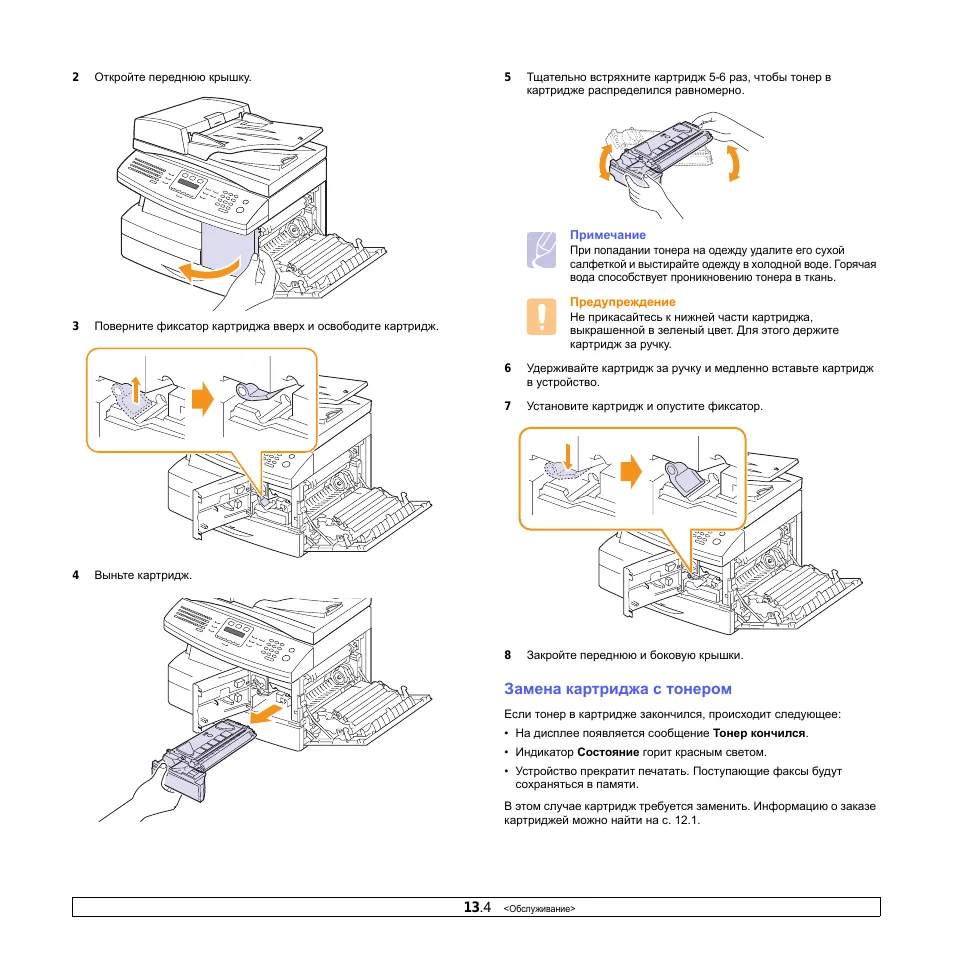 2 Откройте переднюю крышку.
3 Поверните фиксатор картриджа вверх и освободите картридж.
4 Выньте картридж.
5 Тщательно встряхните картридж 5-6 раз, чтобы тонер в
картридже распределился равномерно.
Примечание
При попадании тонера на одежду удалите его сухой
салфеткой и выстирайте одежду в холодной воде. Горячая
вода способствует проникновению тонера в ткань.
Предупреждение
Не прикасайтесь к нижней части картриджа,
выкрашенной в зеленый цвет. Для этого держите
картридж за ручку.
6 Удерживайте картридж за ручку и медленно вставьте картридж
в устройство.
7 Установите картридж и опустите фиксатор.
8 Закройте переднюю и боковую крышки.
Замена картриджа с тонером
Если тонер в картридже закончился, происходит следующее:
• На дисплее появляется сообщение Тонер кончился.
• Индикатор Состояние горит красным светом.
• Устройство прекратит печатать. Поступающие факсы будут
сохраняться в памяти.
В этом случае картридж требуется заменить. Информацию о заказе
картриджей можно найти на с. 12.1.
13.4 <Обслуживание>